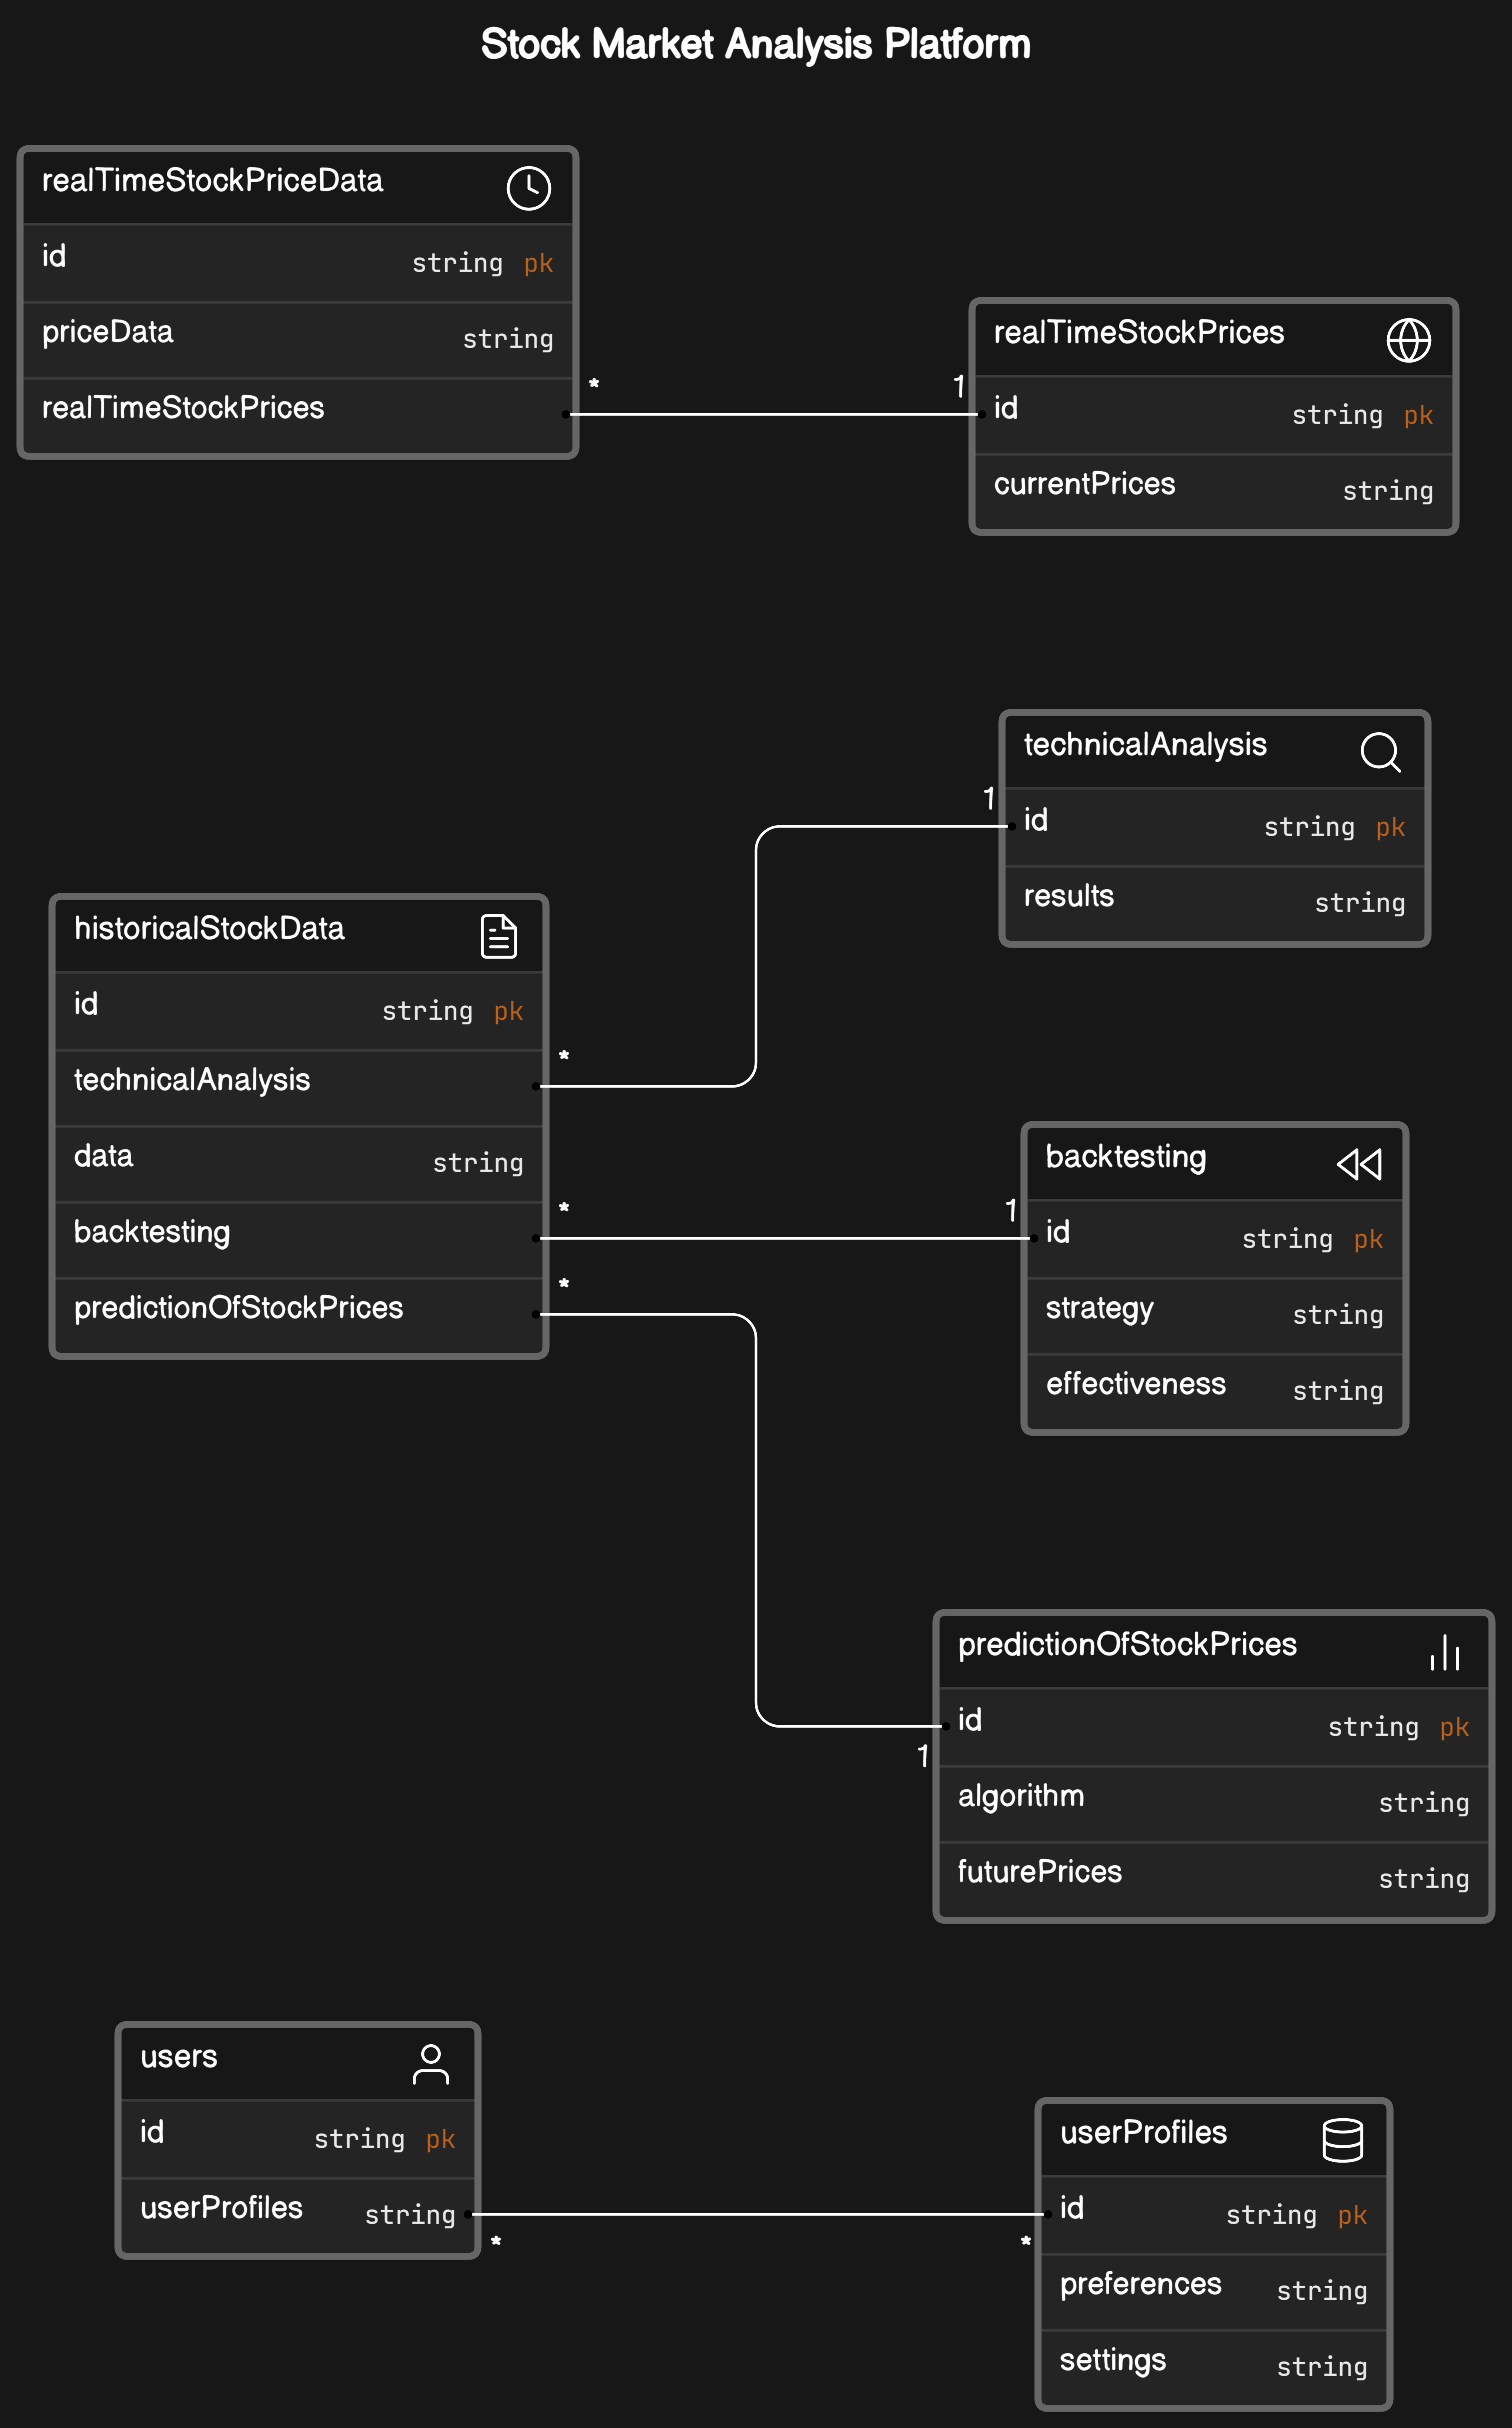 Stock Market Analysis Platform
realTimeStockPriceData
id string pk
priceData string
realTimeStockPrices
* 1
realTimeStockPrices
id string pk
currentPrices string
technicalAnalysis
1
id string pk
results string
historicalStockData
id string pk
technicalAnalysis
*
data string
backtesting
*
predictionOfStockPrices
*
backtesting
1
id string pk
strategy string
effectiveness string
predictionOfStockPrices
id string pk
1
algorithm string
futurePrices string
users
id string pk
userProfiles string
* *
userProfiles
id string pk
preferences string
settings string